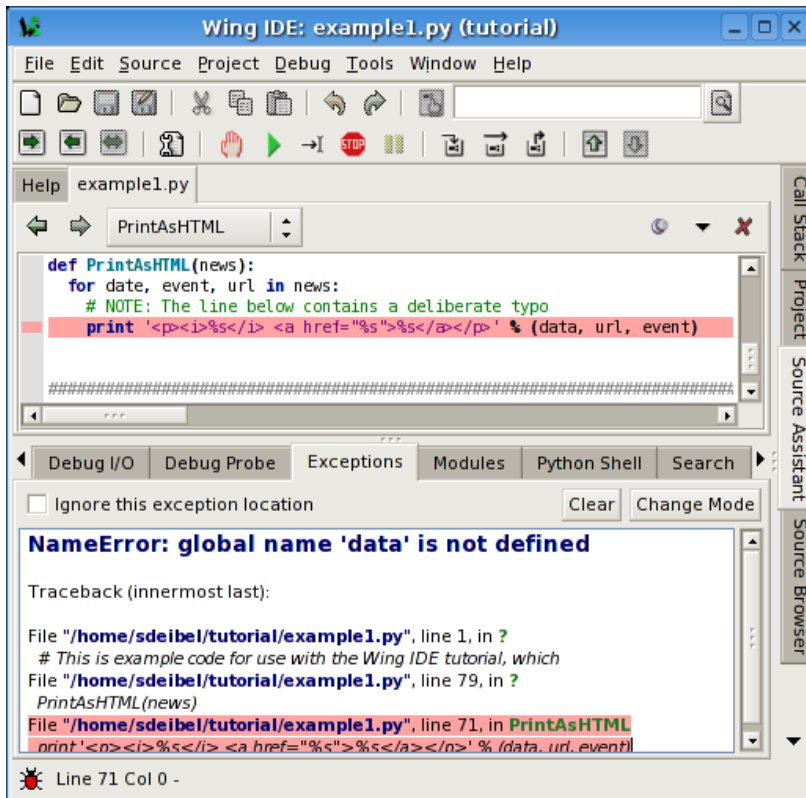 Wing IDE: example1.py (tutorial)
File Edit Source Project Debug Tools Window Help
STOP
Help example1.py
PrintAsHTML
def PrintAsHTML(news):
for date, event, url in news:
# NOTE: The line below contains a deliberate typo
print '<p><i>%s</i> <a href="%s">%s</a></p>' % (data, url, event)
##########################################################################
Debug I/O Debug Probe Exceptions Modules Python Shell Search
Ignore this exception location Clear Change Mode
NameError: global name 'data' is not defined
Traceback (innermost last):
File "/home/sdeibel/tutorial/example1.py", line 1, in ?
# This is example code for use with the Wing IDE tutorial, which
File "/home/sdeibel/tutorial/example1.py", line 79, in ?
PrintAsHTML(news)
File "/home/sdeibel/tutorial/example1.py", line 71, in PrintAsHTML
print '<p><i>%s</i> <a href="%s">%s</a></p>' % (data, url, event)
Line 71 Col 0 -
Call Stack
Project
Source Assistant
Source Browser